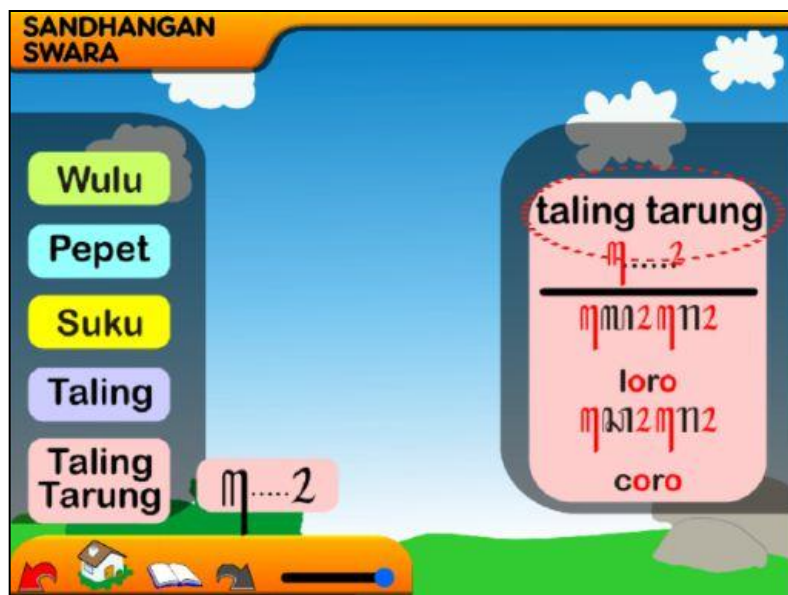 SANDHANGAN
SWARA
Wulu
Pepet
Suku
Taling
Taling
Tarung
ꦺ.....ꦴ
taling tarung
ꦺ......ꦴ
ꦭꦺꦴꦫꦺꦴ
loro
ꦕꦺꦴꦫꦺꦴ
coro